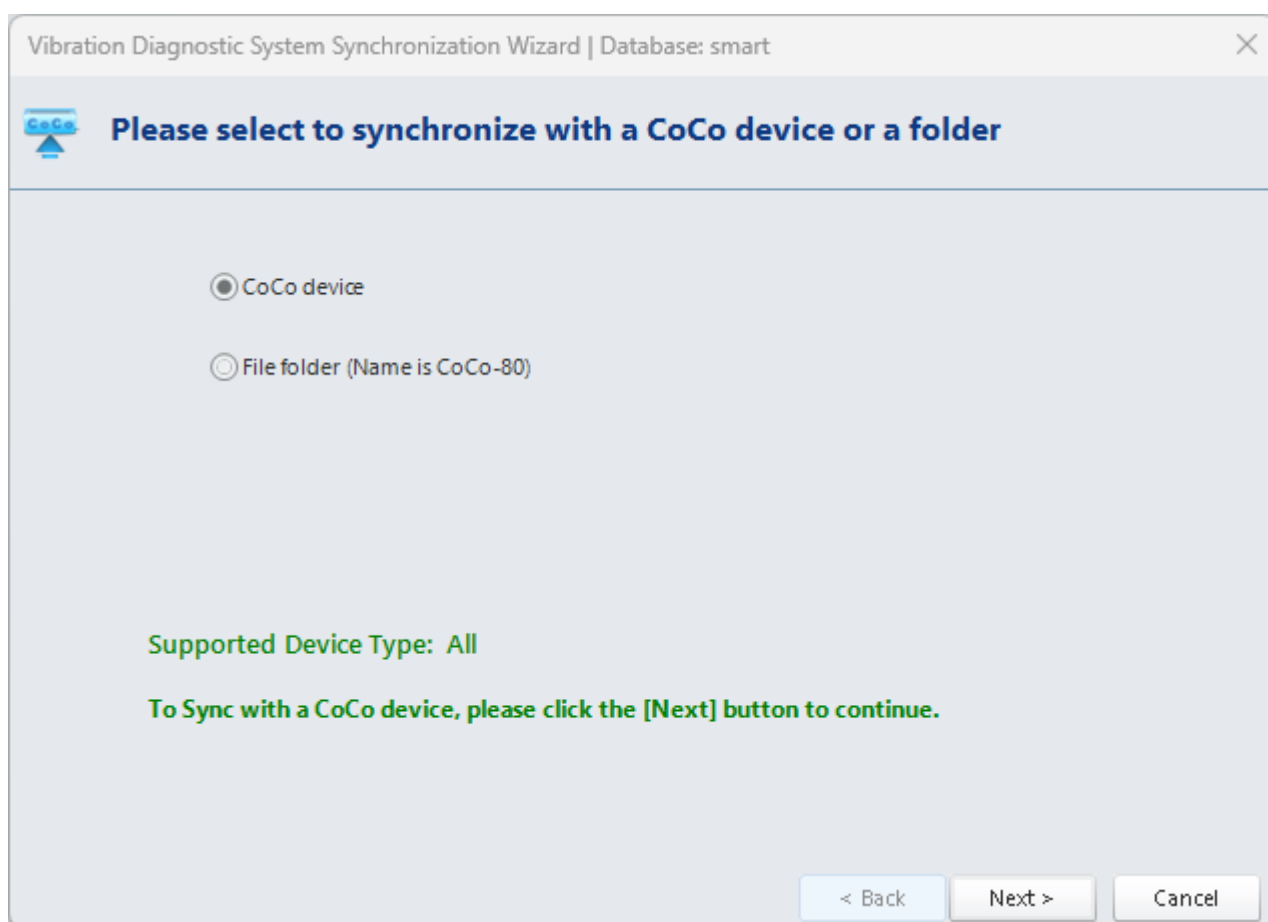 Vibration Diagnostic System Synchronization Wizard | Database: smart
CoCo
Please select to synchronize with a CoCo device or a folder
CoCo device
File folder (Name is CoCo-80)
Supported Device Type: All
To Sync with a CoCo device, please click the [Next] button to continue.
< Back
Next >
Cancel